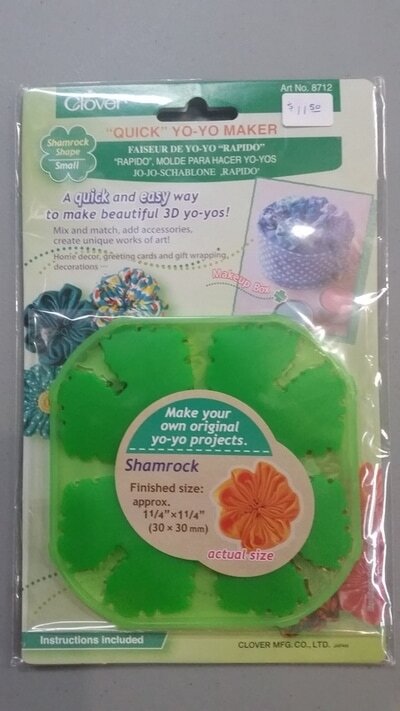 Art No. 8712
$11.50
Clover
"QUICK" YO-YO MAKER
FAISEUR DE YO-YO "RAPIDO"
"RAPIDO", MOLDE PARA HACER YO-YOS
JO-JO-SCHABLONE ,RAPIDO'
Shamrock
Shape
Small
A quick and easy way
to make beautiful 3D yo-yos!
Mix and match, add accessories,
create unique works of art!
Home decor, greeting cards and gift wrapping,
decorations ···
Makeup Box
Make your
own original
yo-yo projects.
Shamrock
Finished size:
approx.
1 1/4"×1 1/4"
(30 × 30 mm)
actual size
Instructions included
CLOVER MFG. CO., LTD. JAPAN